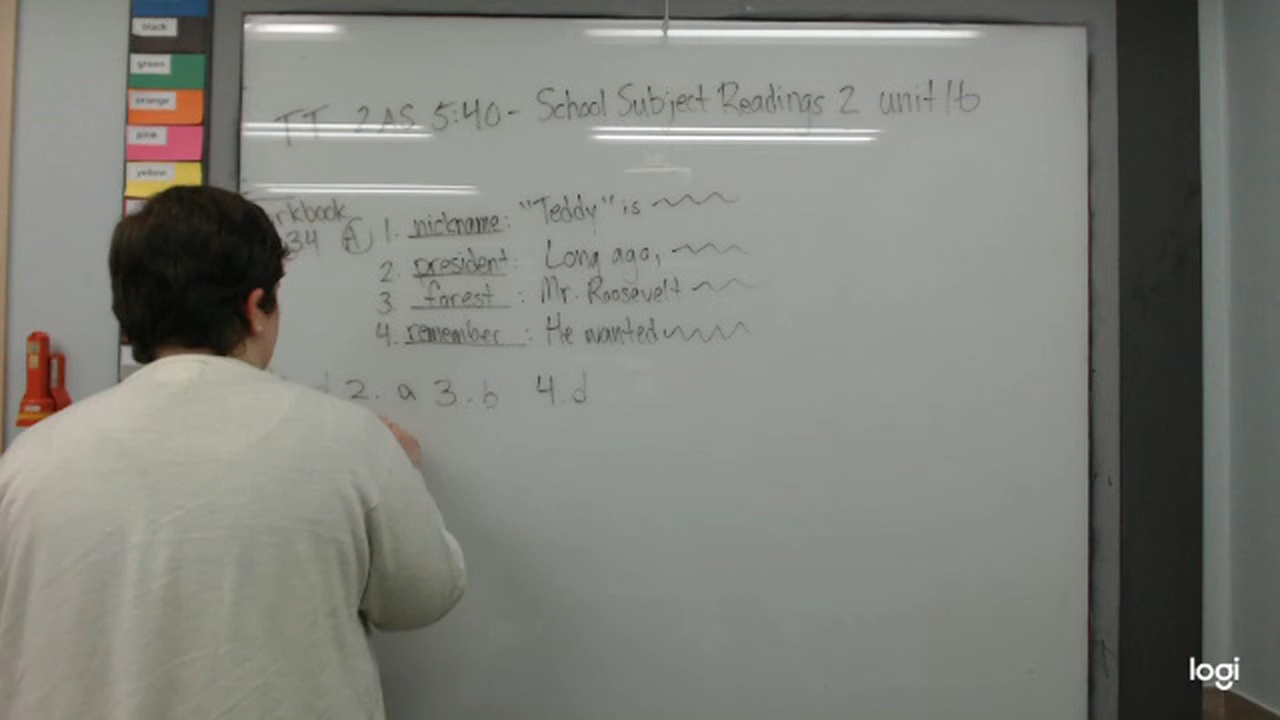 black
green
orange
pink
yellow
TT 2AS 5:40 - School Subject Readings 2 unit 16
rkbook
34 A
1. nickname: "Teddy" is
2. president: Long ago,
3. forest: Mr. Roosevelt
4. remember: He wanted
2. a 3. b 4. d
logi